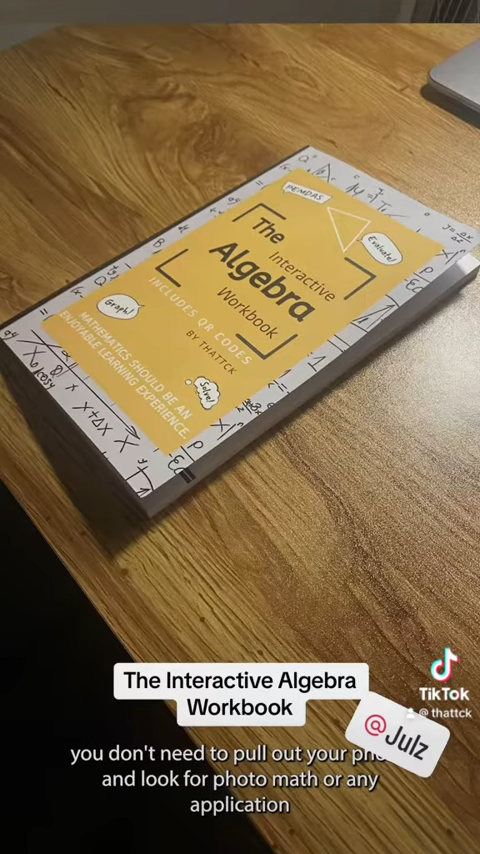 PEMDAS
Evaluate!
The
Interactive
Algebra
Workbook
INCLUDES QR CODES
BY THATTCK
Graph!
Solve!
MATHEMATICS SHOULD BE AN
ENJOYABLE LEARNING EXPERIENCE.
The Interactive Algebra
Workbook
TikTok
@ thattck
@Julz
you don't need to pull out your
and look for photo math or any
application